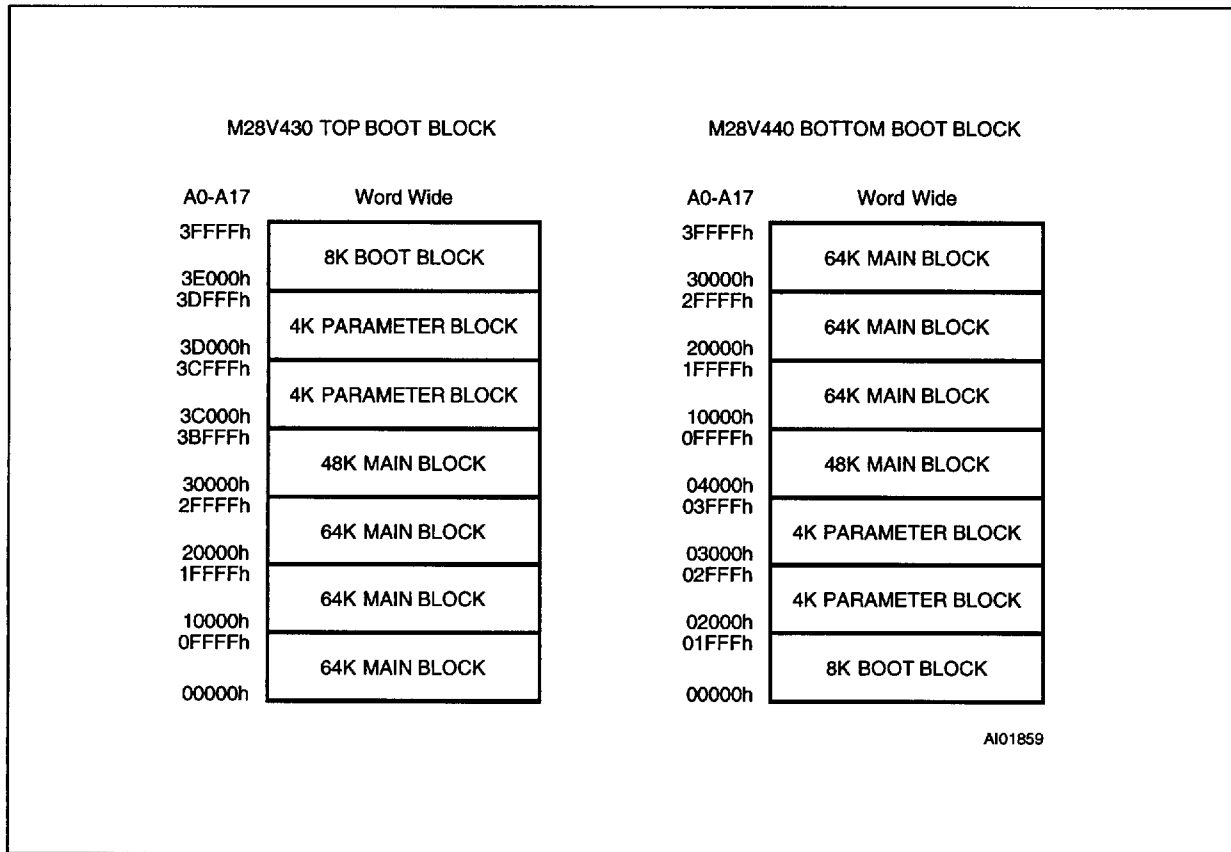 M28V430 TOP BOOT BLOCK
A0-A17 Word Wide
3FFFFh
8K BOOT BLOCK
3E000h
3DFFFh
4K PARAMETER BLOCK
3D000h
3CFFFh
4K PARAMETER BLOCK
3C000h
3BFFFh
48K MAIN BLOCK
30000h
2FFFFh
64K MAIN BLOCK
20000h
1FFFFh
64K MAIN BLOCK
10000h
0FFFFh
64K MAIN BLOCK
00000h
M28V440 BOTTOM BOOT BLOCK
A0-A17 Word Wide
3FFFFh
64K MAIN BLOCK
30000h
2FFFFh
64K MAIN BLOCK
20000h
1FFFFh
64K MAIN BLOCK
10000h
0FFFFh
48K MAIN BLOCK
04000h
03FFFh
4K PARAMETER BLOCK
03000h
02FFFh
4K PARAMETER BLOCK
02000h
01FFFh
8K BOOT BLOCK
00000h
AI01859